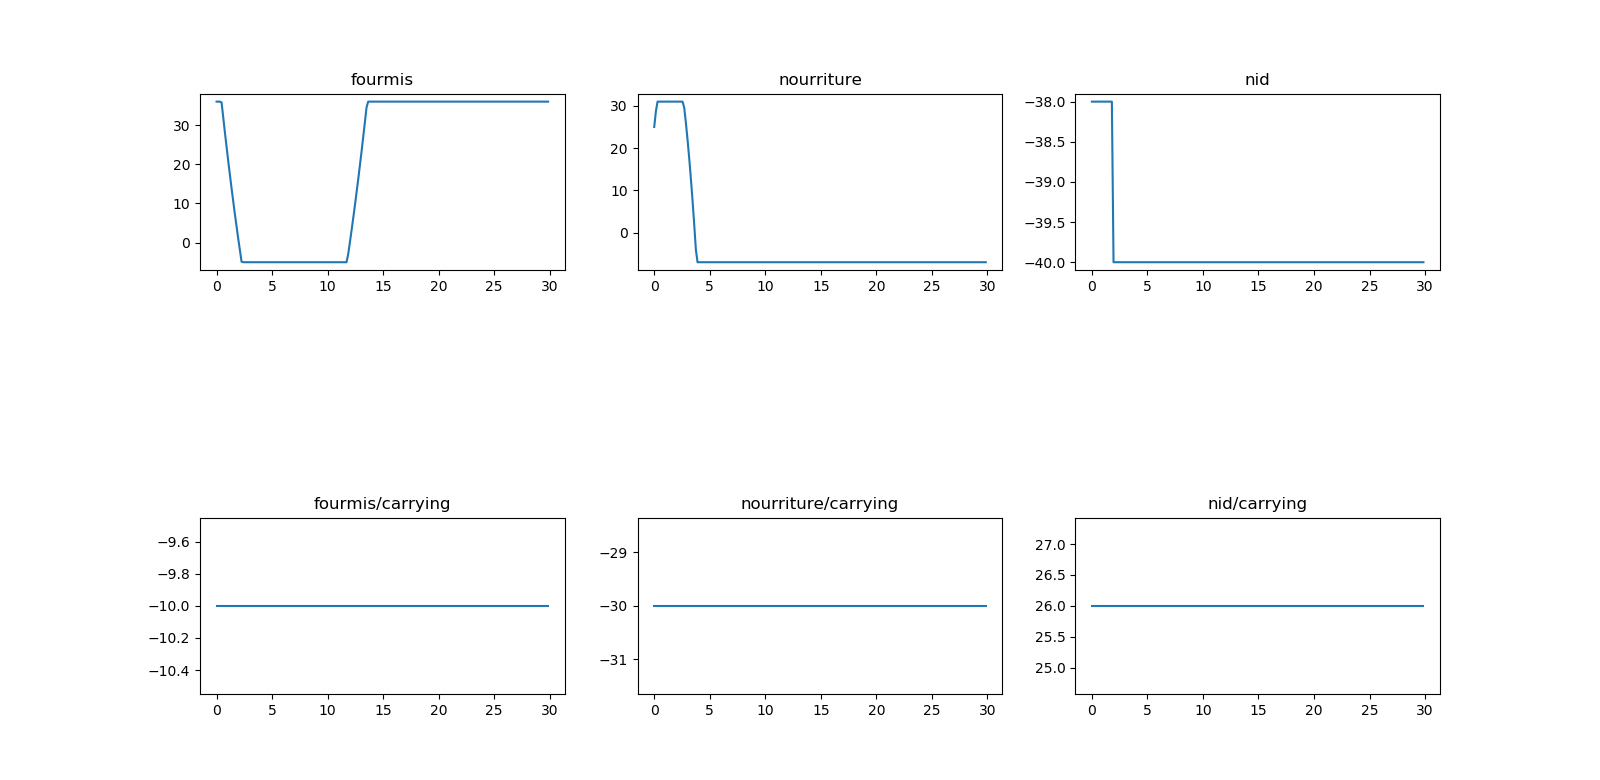 fourmis nourriture nid
30 30 −38.0
20 20 −38.5
10 10 −39.0
0 0 −39.5
−40.0
0 5 10 15 20 25 30 0 5 10 15 20 25 30 0 5 10 15 20 25 30
fourmis/carrying nourriture/carrying nid/carrying
−9.6 −29 27.0
−9.8 −30 26.5
−10.0 −31 26.0
−10.2 25.5
−10.4 25.0
0 5 10 15 20 25 30 0 5 10 15 20 25 30 0 5 10 15 20 25 30